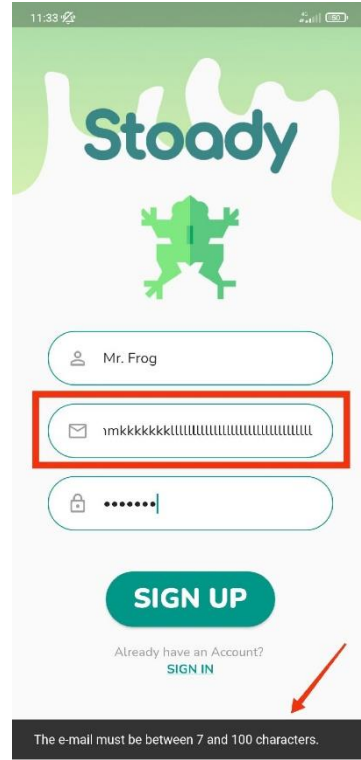 11:33
Stoady
Mr. Frog
•••••••
SIGN UP
Already have an Account?
SIGN IN
The e-mail must be between 7 and 100 characters.